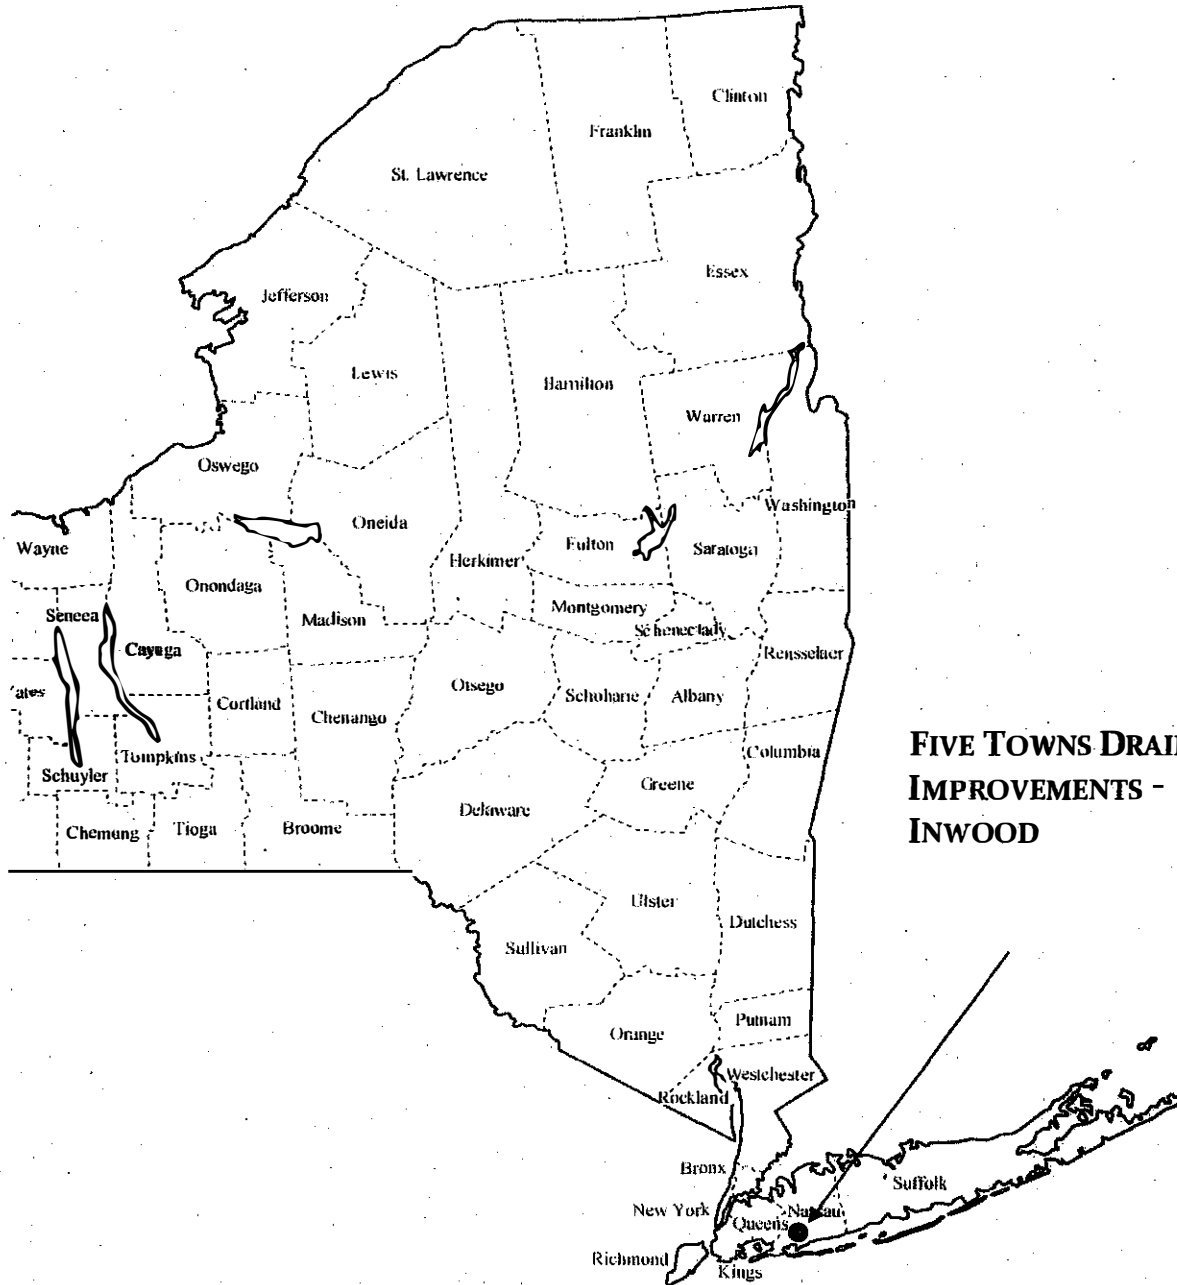 Clinton
Franklin
St. Lawrence
Essex
Jefferson
Lewis
Hamilton
Warren
Oswego
Washington
Oneida
Wayne
Fulton
Saratoga
Herkimer
Onondaga
Montgomery
Seneca
Madison
Schenectady
Cayuga
Rensselaer
Otsego
ates
Schoharie
Albany
Cortland
Chenango
Tompkins
Columbia
Schuyler
Greene
Delaware
Chemung
Tioga
Broome
FIVE TOWNS DRAI
IMPROVEMENTS -
INWOOD
Ulster
Dutchess
Sullivan
Putnam
Orange
Westchester
Rockland
Bronx
Suffolk
New York
Nassau
Queens
Richmond
Kings